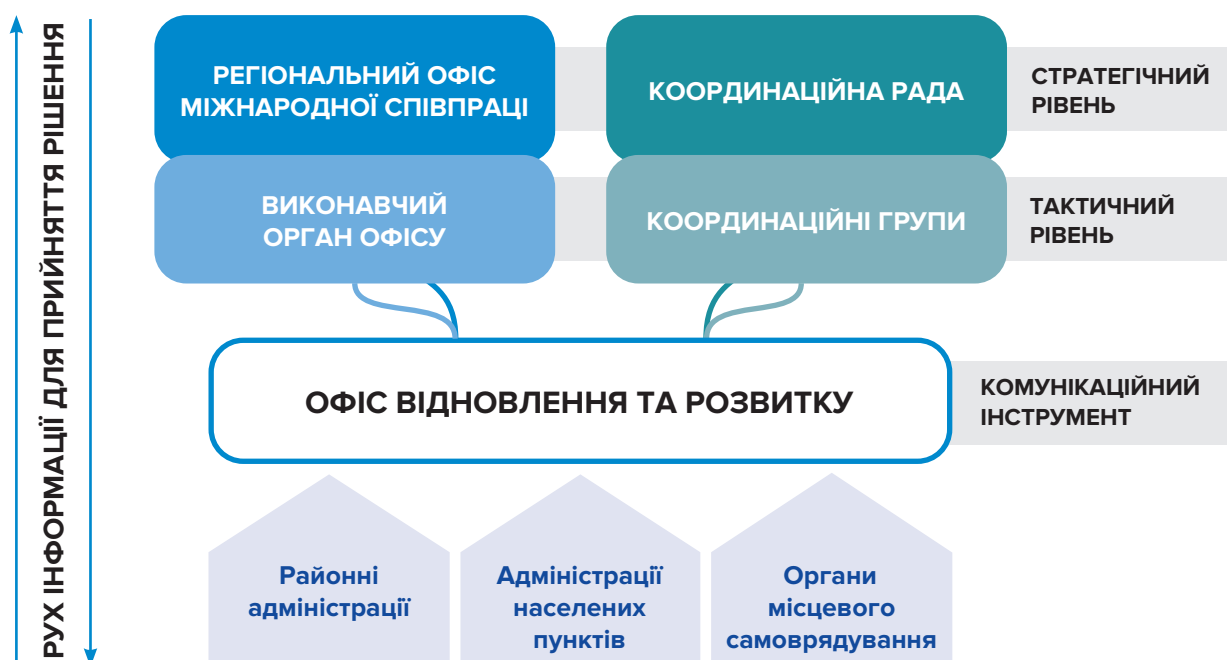 РУХ ІНФОРМАЦІЇ ДЛЯ ПРИЙНЯТТЯ РІШЕННЯ
РЕГІОНАЛЬНИЙ ОФІС
МІЖНАРОДНОЇ СПІВПРАЦІ
КООРДИНАЦІЙНА РАДА
СТРАТЕГІЧНИЙ
РІВЕНЬ
ВИКОНАВЧИЙ
ОРГАН ОФІСУ
КООРДИНАЦІЙНІ ГРУПИ
ТАКТИЧНИЙ
РІВЕНЬ
ОФІС ВІДНОВЛЕННЯ ТА РОЗВИТКУ
КОМУНІКАЦІЙНИЙ
ІНСТРУМЕНТ
Районні
адміністрації
Адміністрації
населених
пунктів
Органи
місцевого
самоврядування